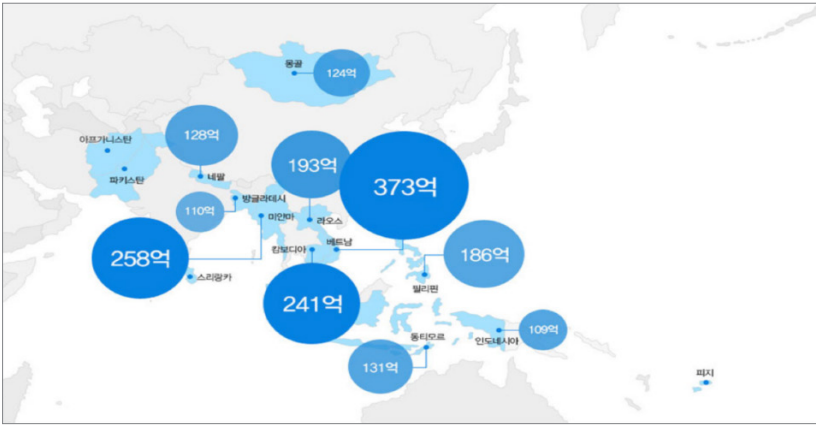 몽골
124억
아프가니스탄
128억
파키스탄
네팔
193억
373억
방글라데시
110억
미얀마
라오스
베트남
캄보디아
258억
186억
스리랑카
필리핀
241억
109억
동티모르
인도네시아
131억
피지